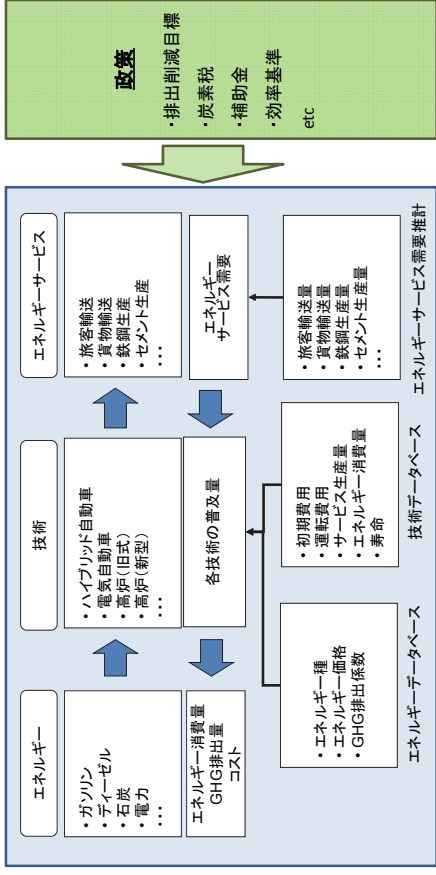 エネルギー
技術
エネルギーサービス
・ガソリン
・ディーゼル
・石炭
・電力
・・・
・ハイブリッド自動車
・電気自動車
・高炉(旧式)
・高炉(新型)
・・・
・旅客輸送
・貨物輸送
・鉄鋼生産
・セメント生産
・・・
エネルギー消費量
GHG排出量
コスト
各技術の普及量
エネルギー
サービス需要
・エネルギー種
・エネルギー価格
・GHG排出係数
エネルギーデータベース
・初期費用
・運転費用
・サービス生産量
・エネルギー消費量
・寿命
技術データベース
・旅客輸送量
・貨物輸送量
・鉄鋼生産量
・セメント生産量
・・・
エネルギーサービス需要推計
政策
・排出削減目標
・炭素税
・補助金
・効率基準
etc